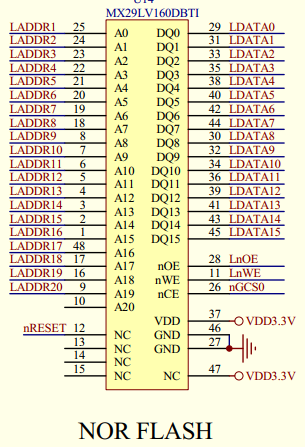 U14
MX29LV160DBTI
LADDR1 25 A0 DQ0 29 LDATA0
LADDR2 24 A1 DQ1 31 LDATA1
LADDR3 23 A2 DQ2 33 LDATA2
LADDR4 22 A3 DQ3 35 LDATA3
LADDR5 21 A4 DQ4 38 LDATA4
LADDR6 20 A5 DQ5 40 LDATA5
LADDR7 19 A6 DQ6 42 LDATA6
LADDR8 18 A7 DQ7 44 LDATA7
LADDR9 8 A8 DQ8 30 LDATA8
LADDR10 7 A9 DQ9 32 LDATA9
LADDR11 6 A10 DQ10 34 LDATA10
LADDR12 5 A11 DQ11 36 LDATA11
LADDR13 4 A12 DQ12 39 LDATA12
LADDR14 3 A13 DQ13 41 LDATA13
LADDR15 2 A14 DQ14 43 LDATA14
LADDR16 1 A15 DQ15 45 LDATA15
LADDR17 48 A16
LADDR18 17 A17 nOE 28 LnOE
LADDR19 16 A18 nWE 11 LnWE
LADDR20 9 A19 nCE 26 nGCS0
10 A20
VDD 37 VDD3.3V
nRESET 12 NC GND 46
13 NC GND 27
14 NC
15 NC NC 47 VDD3.3V
NOR FLASH